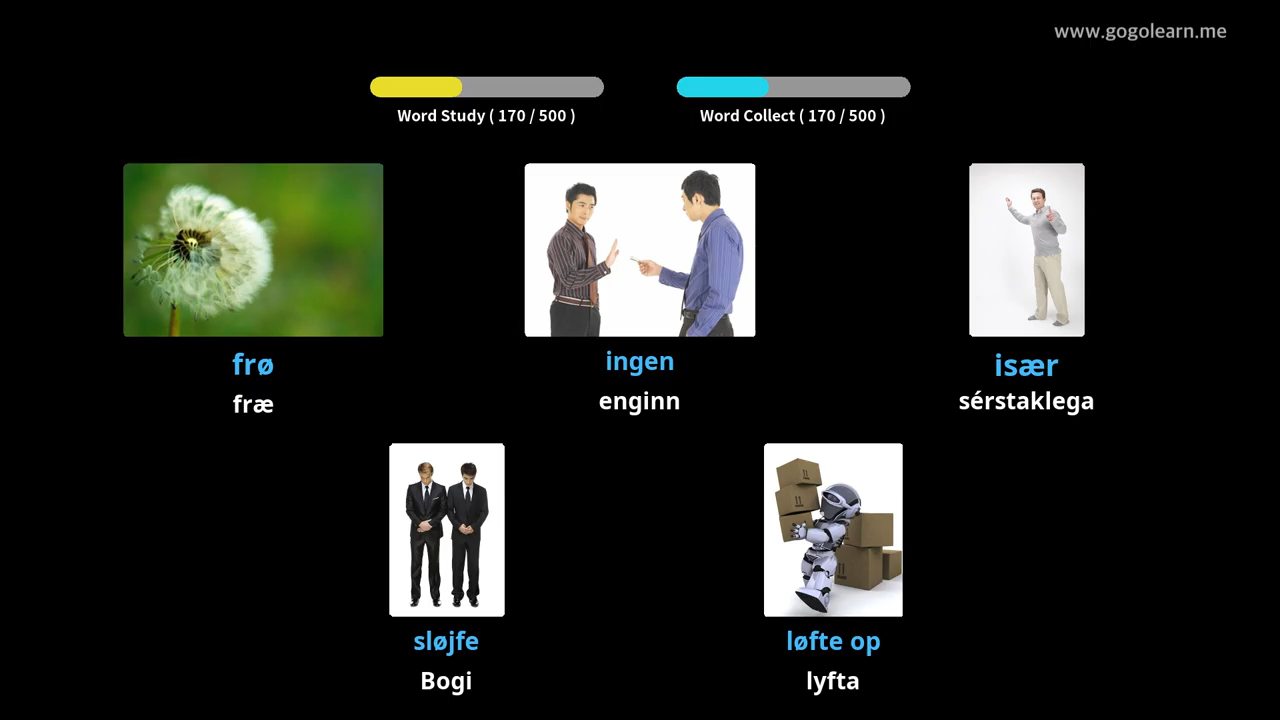 www.gogolearn.me
Word Study ( 170 / 500 )
Word Collect ( 170 / 500 )
frø
fræ
ingen
enginn
især
sérstaklega
sløjfe
Bogi
løfte op
lyfta